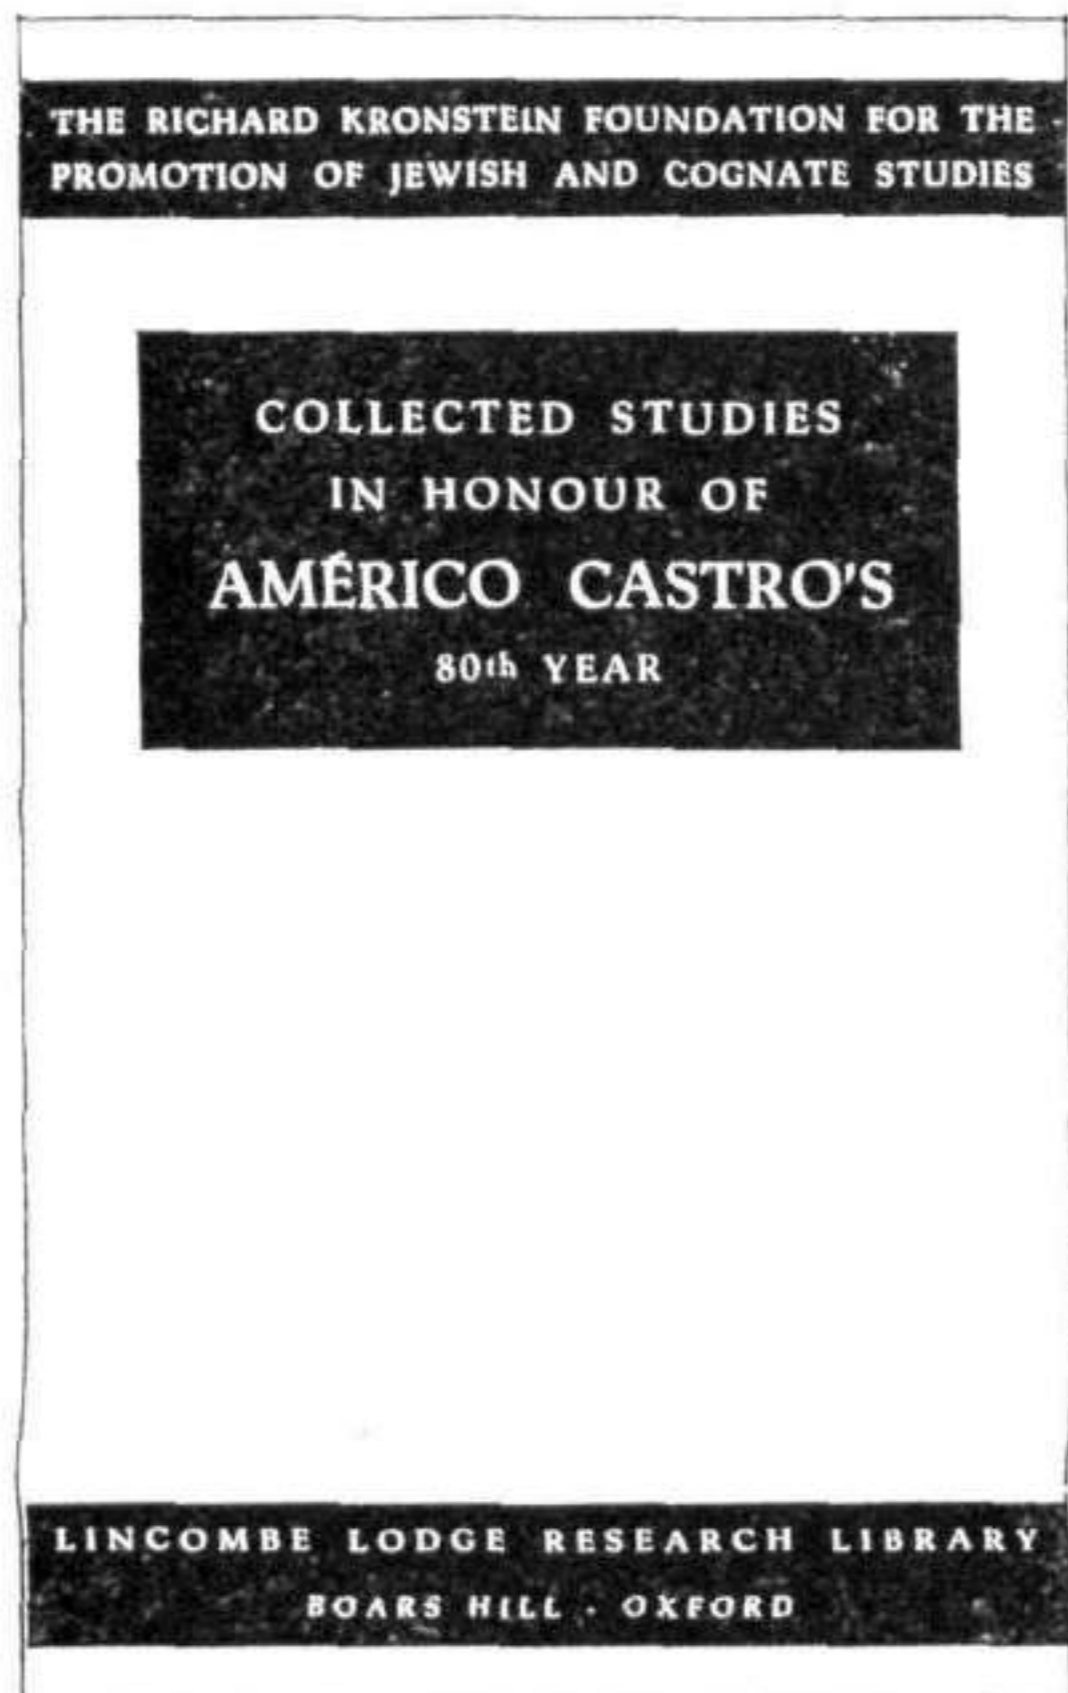 THE RICHARD KRONSTEIN FOUNDATION FOR THE
PROMOTION OF JEWISH AND COGNATE STUDIES
COLLECTED STUDIES
IN HONOUR OF
AMÉRICO CASTRO'S
80th YEAR
LINCOMBE LODGE RESEARCH LIBRARY
BOARS HILL · OXFORD